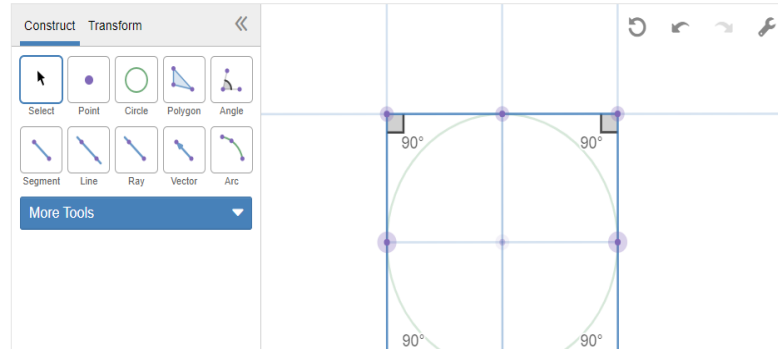 Construct Transform
Select Point Circle Polygon Angle
Segment Line Ray Vector Arc
More Tools
90° 90°
90° 90°